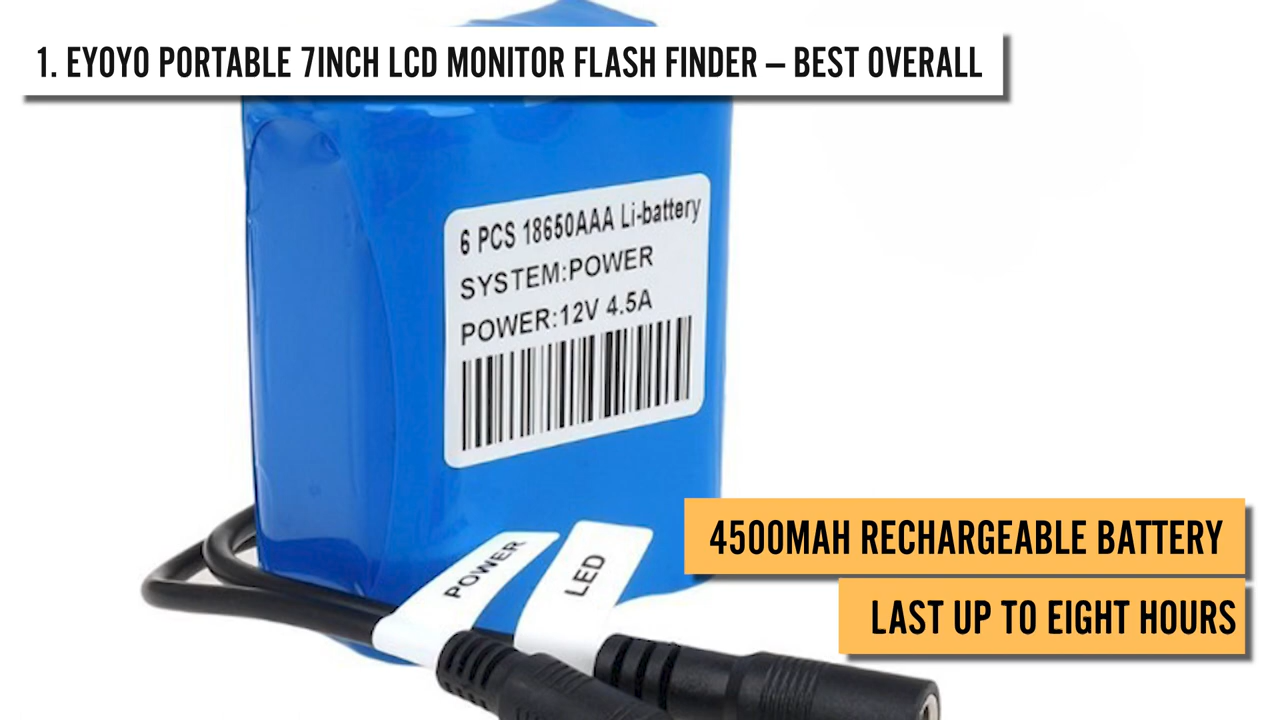 1. EYOYO PORTABLE 7INCH LCD MONITOR FLASH FINDER – BEST OVERALL
6 PCS 18650AAA Li-battery
SYSTEM:POWER
POWER:12V 4.5A
POWER
LED
4500MAH RECHARGEABLE BATTERY
LAST UP TO EIGHT HOURS